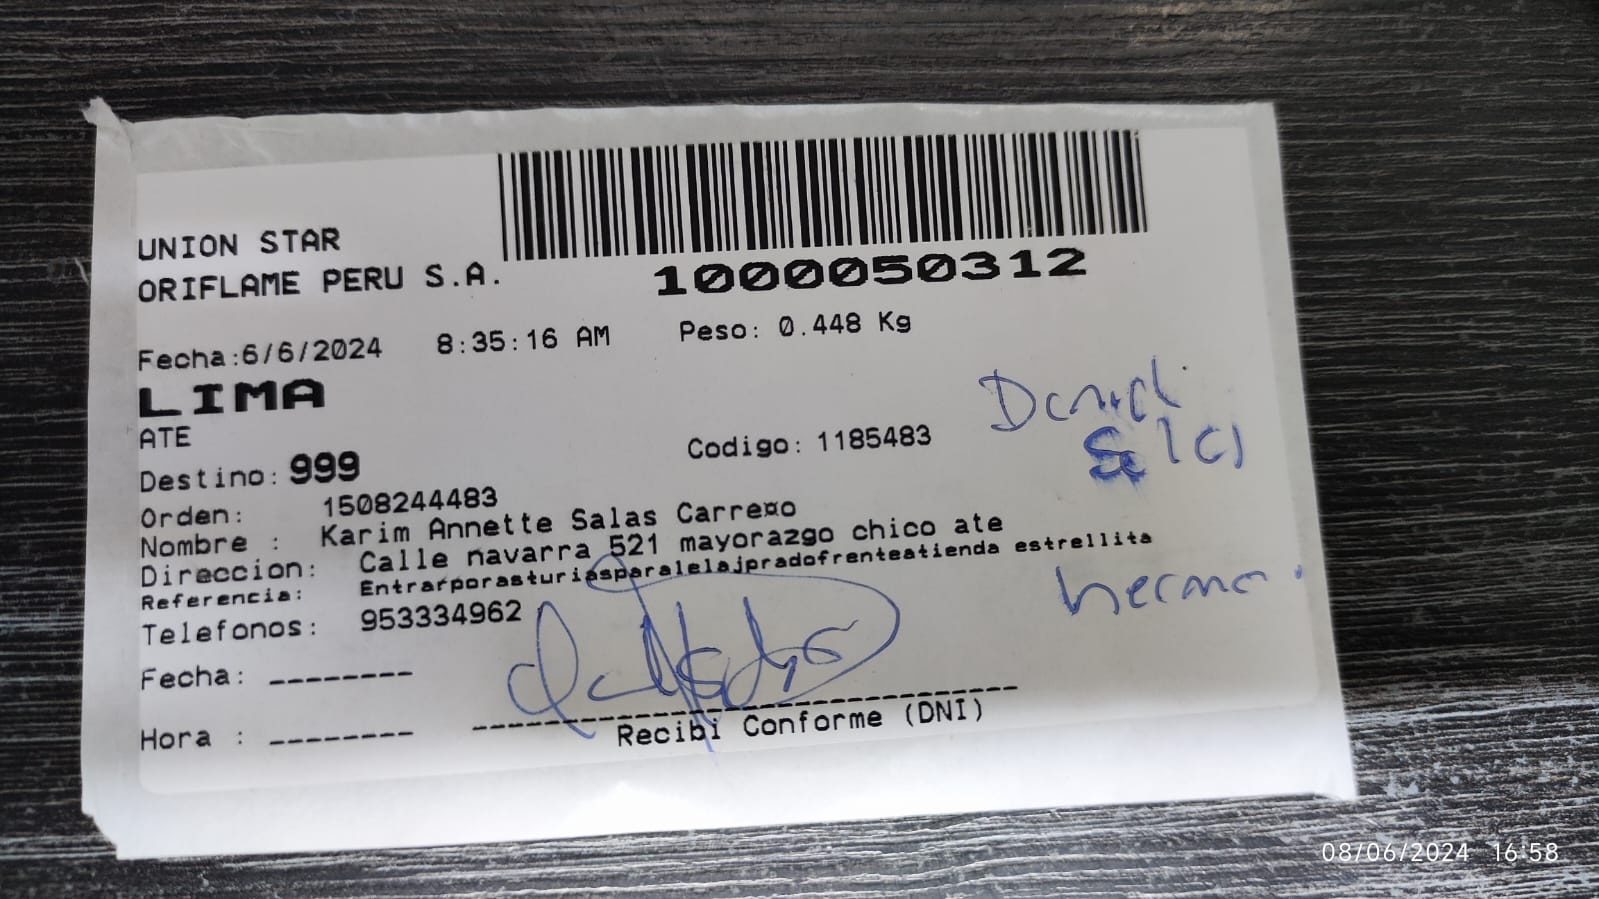 UNION STAR
ORIFLAME PERU S.A.
1000050312
Fecha:6/6/2024 8:35:16 AM Peso: 0.448 Kg
LIMA
ATE
Destino: 999 Codigo: 1185483
Orden: 1508244483
Nombre : Karim Annette Salas Carre¤o
Direccion: Calle navarra 521 mayorazgo chico ate
Referencia: Entrarporasturiasparalelajpradofrenteatienda estrellita
Telefonos: 953334962
Daniel
herma
Fecha: --------
Hora : --------
Recibi Conforme (DNI)
08/06/2024 16:58